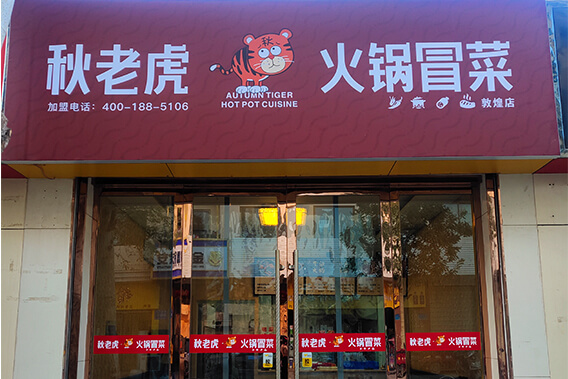 秋老虎
秋
火锅冒菜
加盟电话：400-188-5106
AUTUMN TIGER
HOT POT CUISINE
敦煌店
秋老虎 火锅冒菜
秋老虎 火锅冒菜
秋老虎 火锅冒菜
秋老虎 火锅冒菜